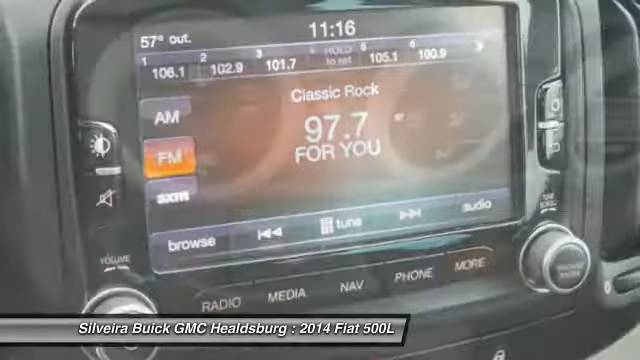 57° out.
11:16
1 2 3 4 5 6
106.1 102.9 101.7 HOLD to set 105.1 100.9
Classic Rock
AM
97.7
FOR YOU
FM
sxm
browse
tune
audio
VOLUME
RADIO MEDIA NAV PHONE MORE
Silveira Buick GMC Healdsburg : 2014 Fiat 500L